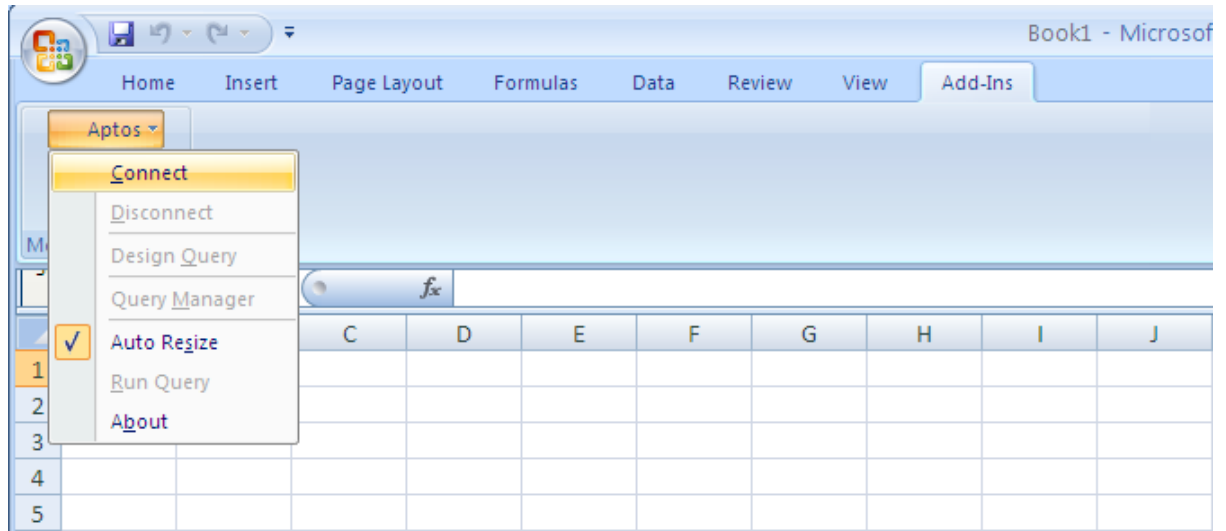 Book1 - Microsof
Home Insert Page Layout Formulas Data Review View Add-Ins
Aptos
Connect
Disconnect
Design Query
Query Manager
Auto Resize
Run Query
About
fx
C D E F G H I J
1
2
3
4
5